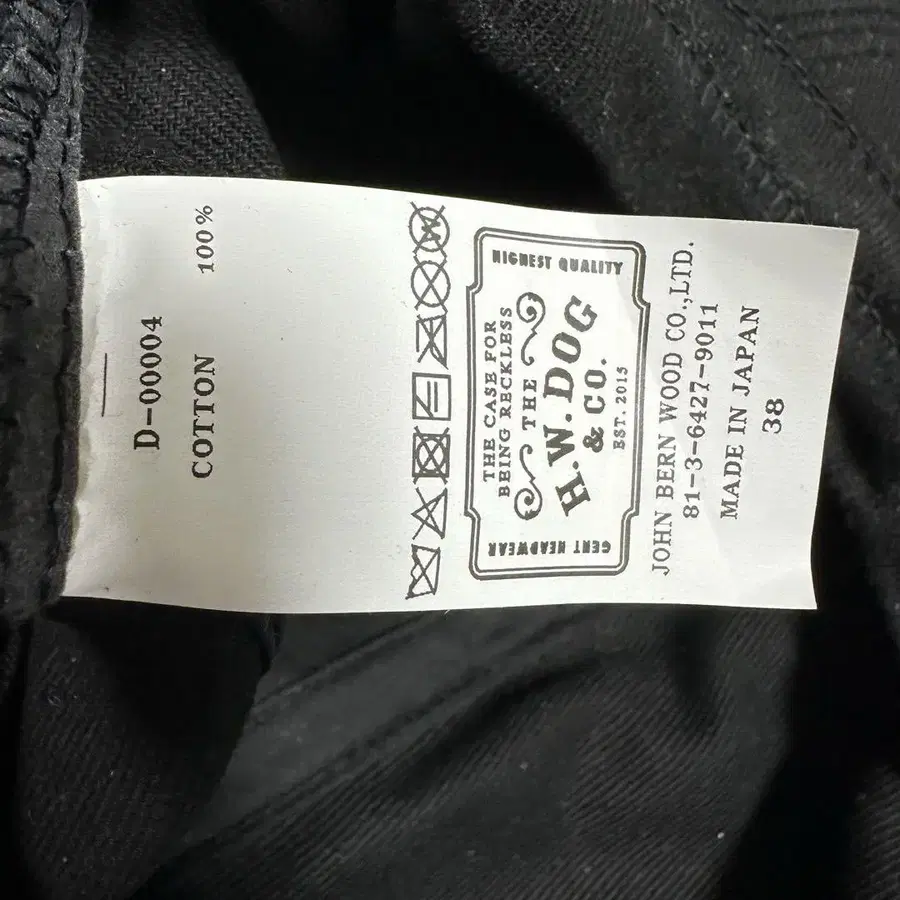 D-00004
COTTON 100%
HIGHEST QUALITY
THE CASE FOR
BEING RECKLESS
THE
H.W.DOG
& CO.
EST. 2015
GENT HEADWEAR
JOHN BERN WOOD CO.,LTD.
81-3-6427-9011
MADE IN JAPAN
38